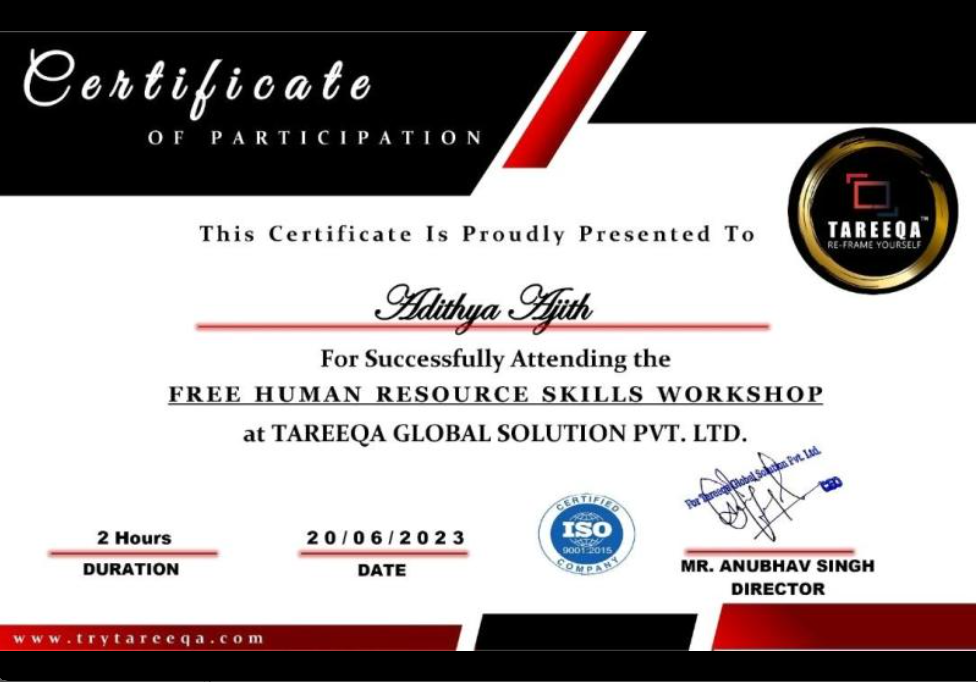 Certificate
OF PARTICIPATION
TAREEQA™
RE-FRAME YOURSELF
This Certificate Is Proudly Presented To
Adithya Ajith
For Successfully Attending the
FREE HUMAN RESOURCE SKILLS WORKSHOP
at TAREEQA GLOBAL SOLUTION PVT. LTD.
For Tareeqa Global Solution Pvt. Ltd.
CEO
2 Hours
DURATION
20/06/2023
DATE
CERTIFIED
ISO
9001:2015
COMPANY
MR. ANUBHAV SINGH
DIRECTOR
www.trytareeqa.com